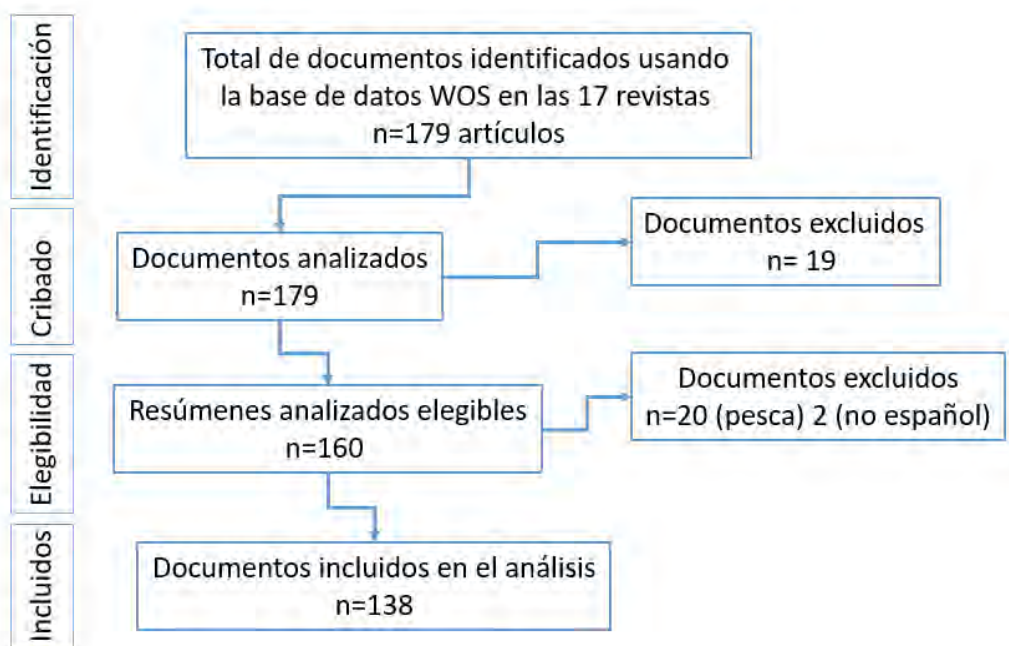 Identificación
Total de documentos identificados usando
la base de datos WOS en las 17 revistas
n=179 artículos
Cribado
Documentos analizados
n=179
Documentos excluidos
n= 19
Elegibilidad
Resúmenes analizados elegibles
n=160
Documentos excluidos
n=20 (pesca) 2 (no español)
Incluidos
Documentos incluidos en el análisis
n=138